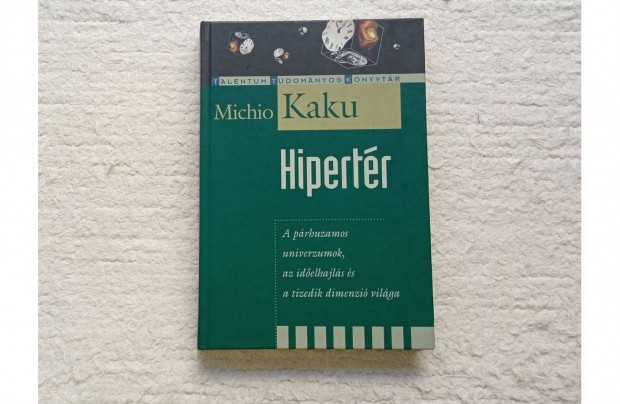 TALENTUM TUDOMÁNYOS KÖNYVTÁR
Michio Kaku
Hipertér
A párhuzamos
univerzumok,
az időelhajlás és
a tizedik dimenzió világa